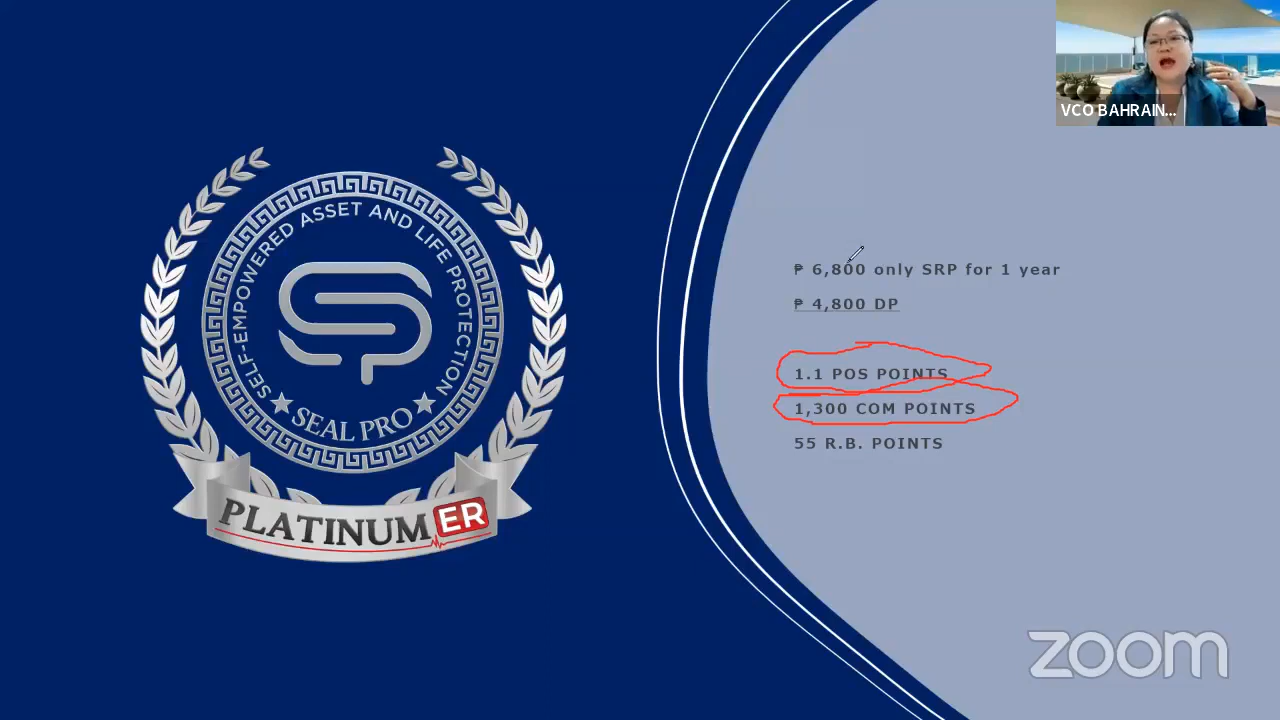 SELF-EMPOWERED ASSET AND LIFE PROTECTION
SP
SEAL PRO
PLATINUM ER
VCO BAHRAIN...
₱ 6,800 only SRP for 1 year
₱ 4,800 DP
1.1 POS POINTS
1,300 COM POINTS
55 R.B. POINTS
zoom